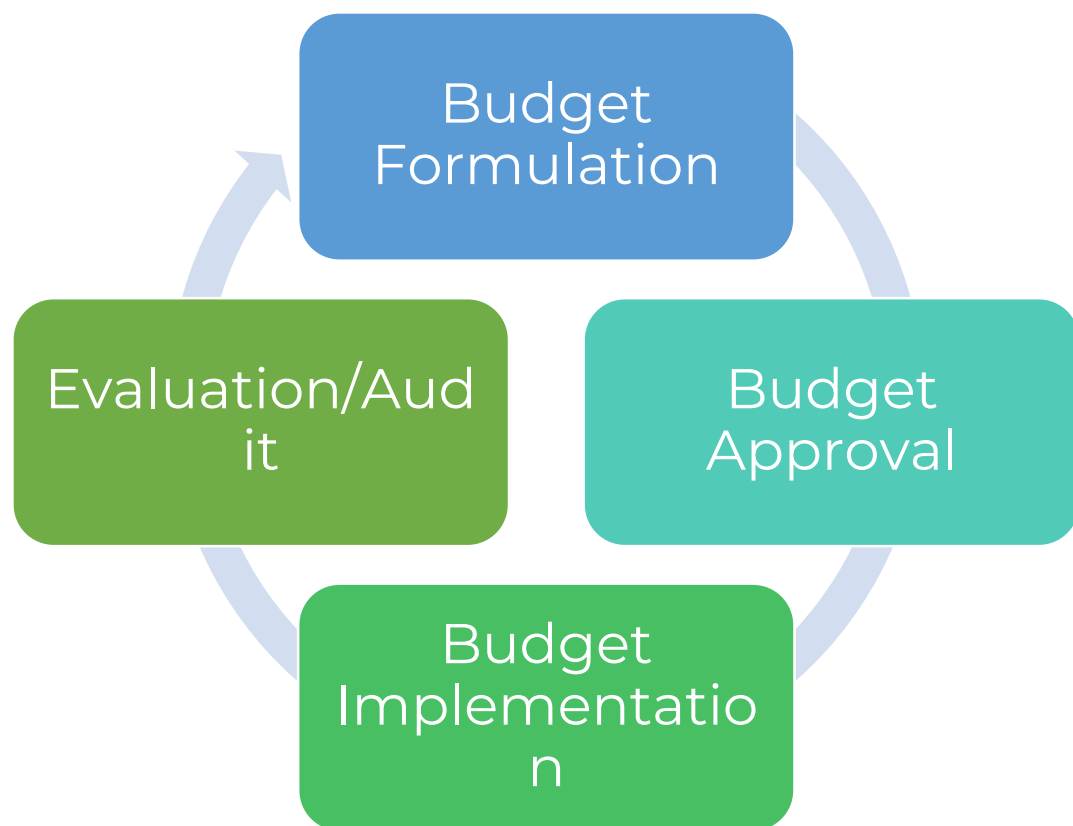 Budget
Formulation
Budget
Approval
Budget
Implementatio
n
Evaluation/Aud
it